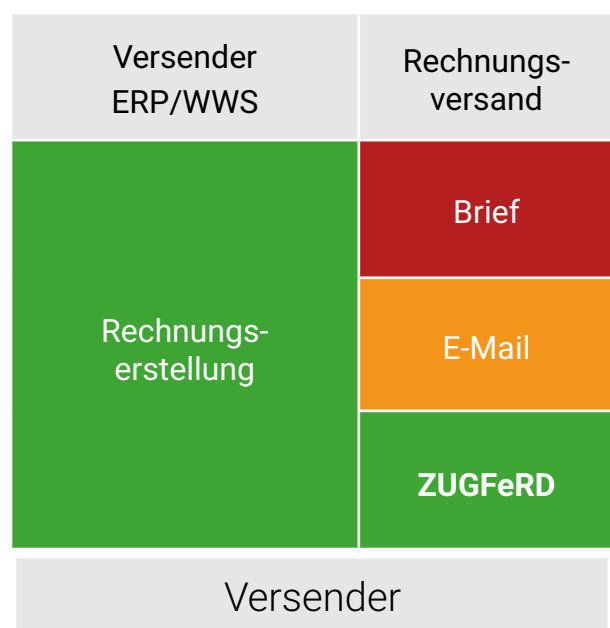 Versender
ERP/WWS
Rechnungs-
versand
Brief
Rechnungs-
erstellung
E-Mail
ZUGFeRD
Versender